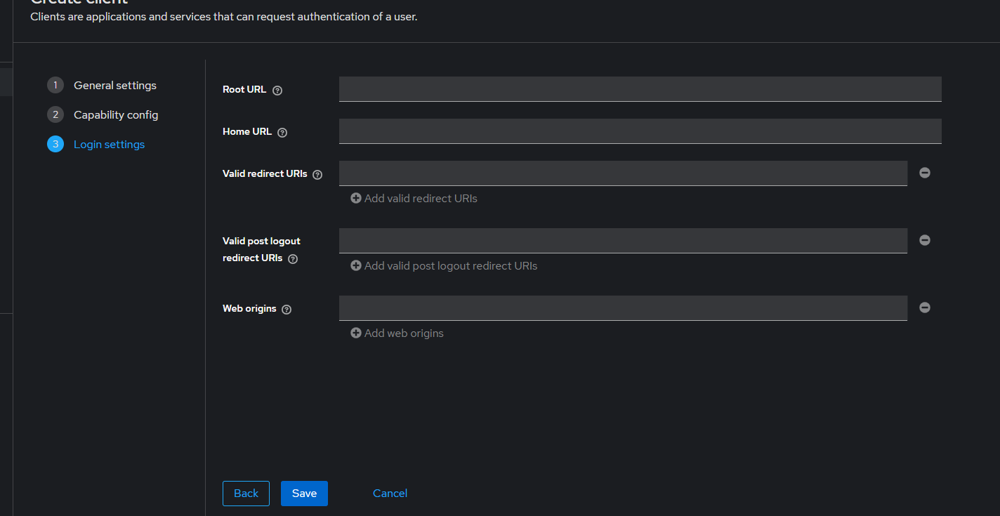 Create client
Clients are applications and services that can request authentication of a user.
1 General settings
2 Capability config
3 Login settings
Root URL
Home URL
Valid redirect URIs
Add valid redirect URIs
Valid post logout
redirect URIs
Add valid post logout redirect URIs
Web origins
Add web origins
Back Save Cancel